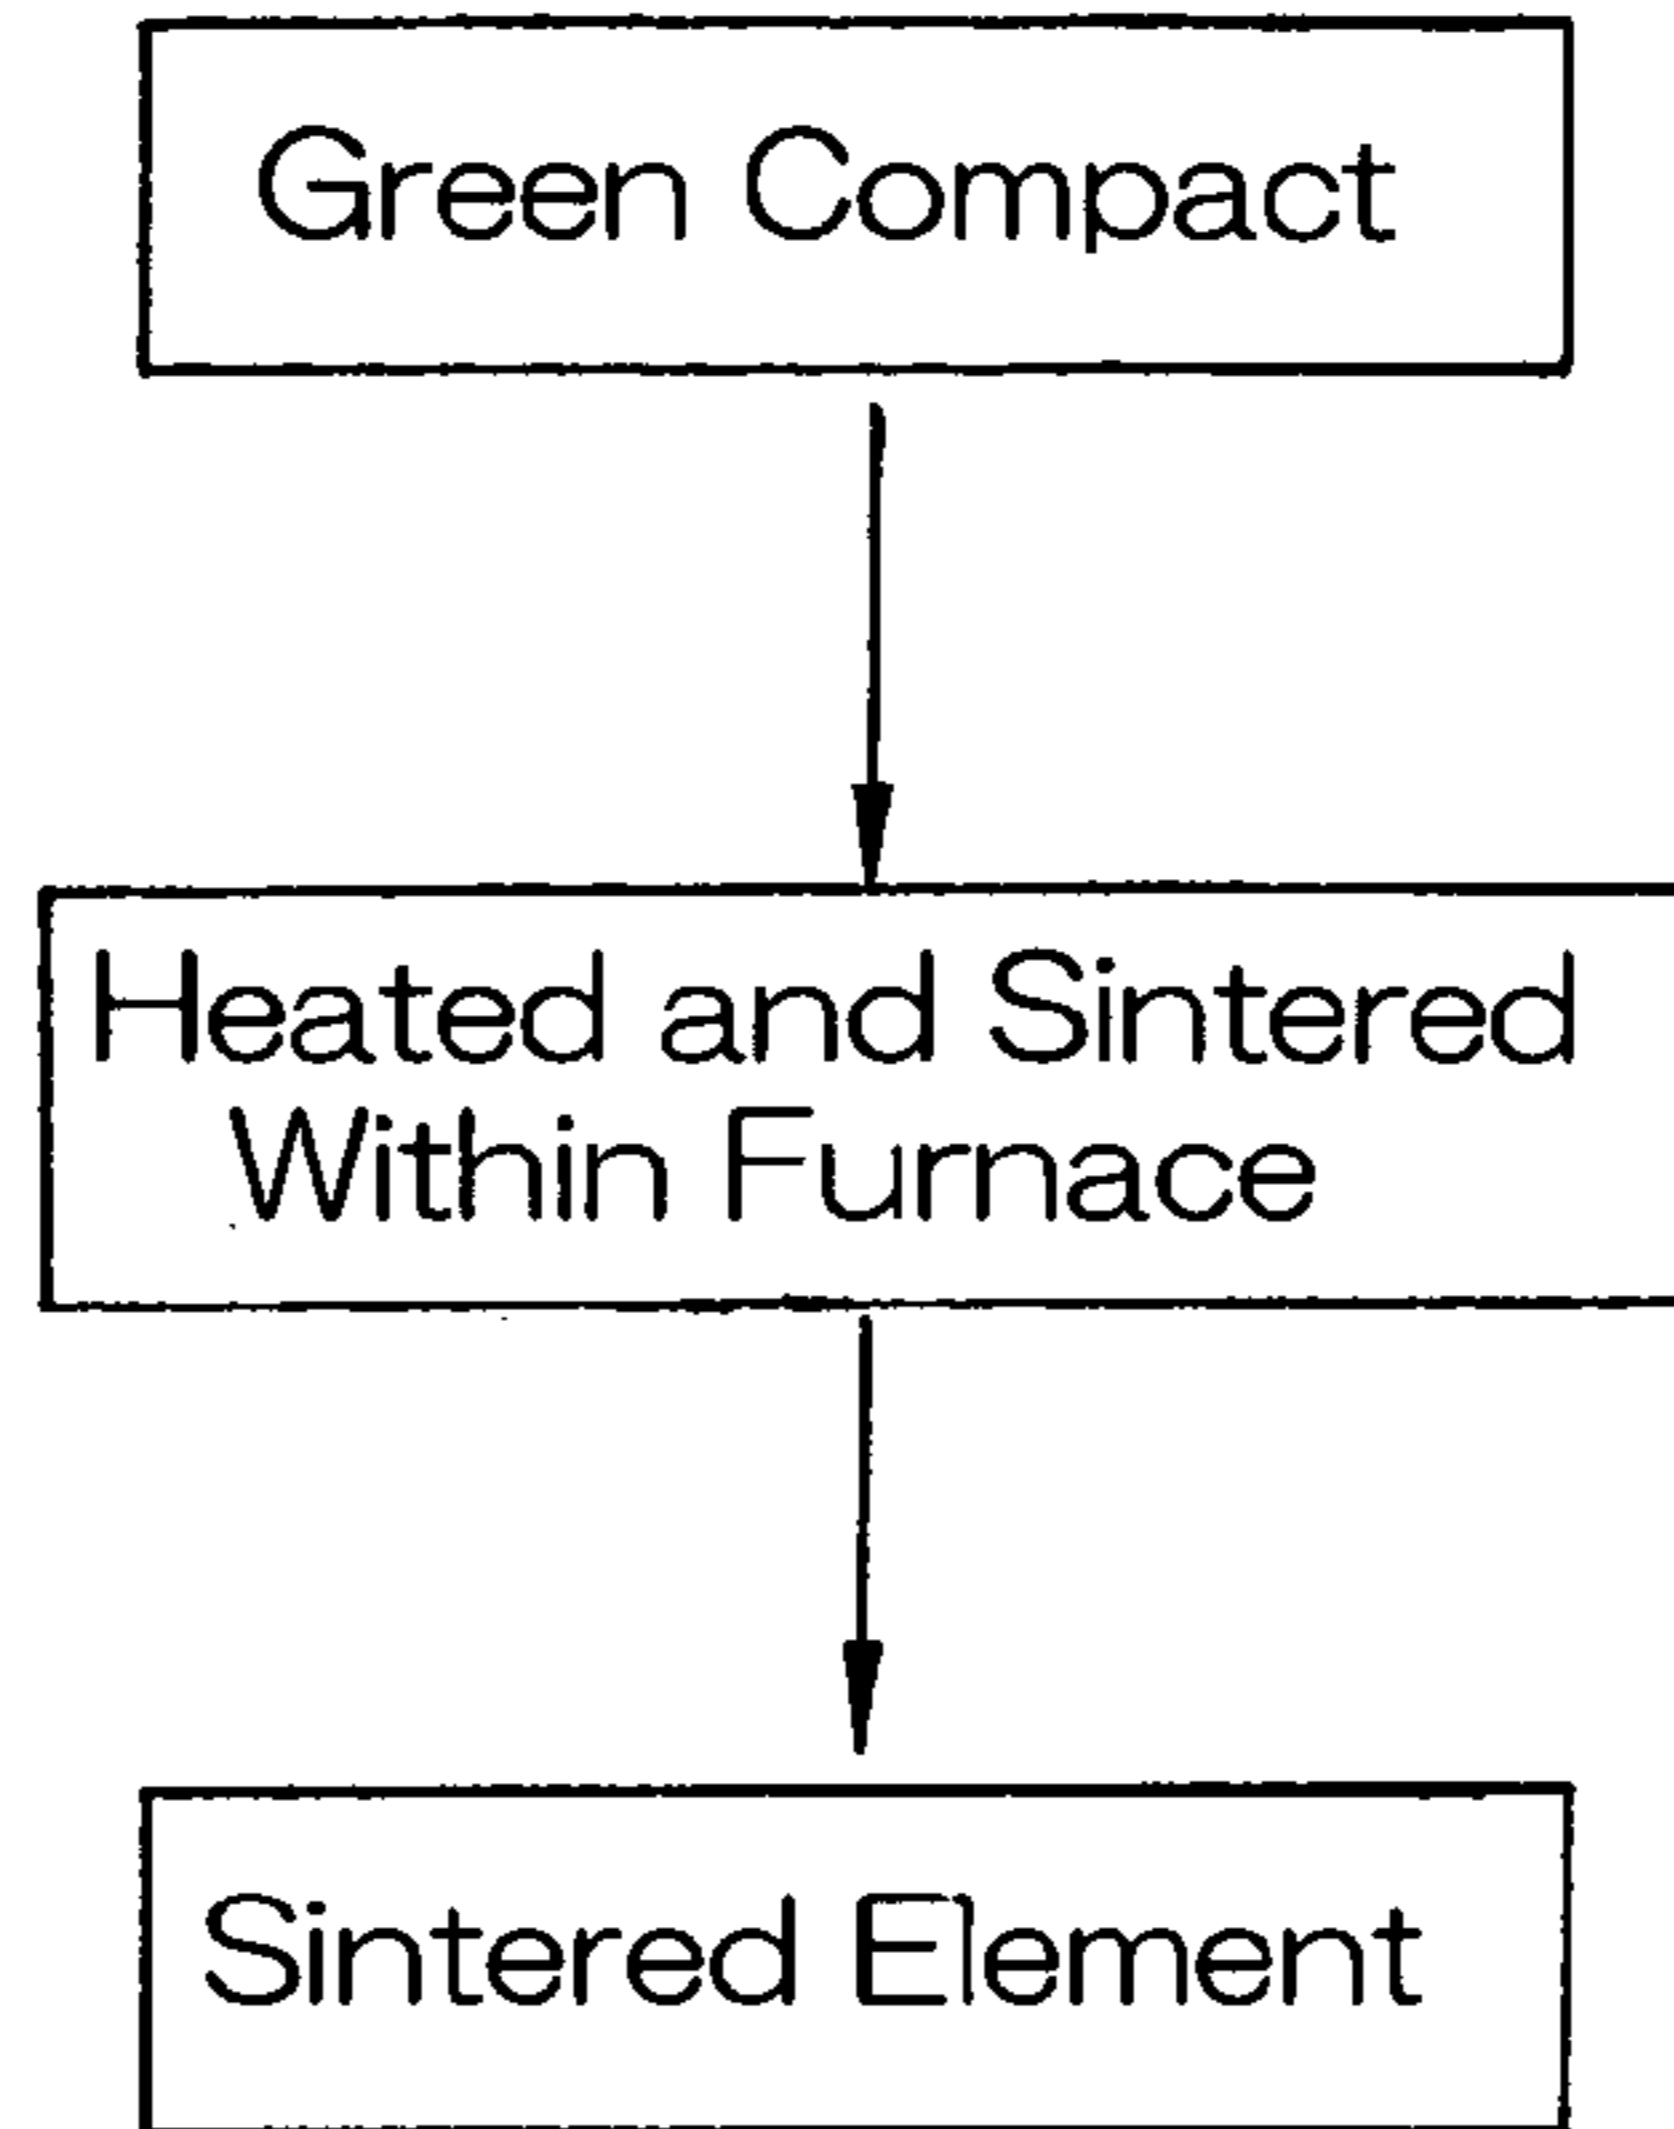 Green Compact
Heated and Sintered
Within Furnace
Sintered Element